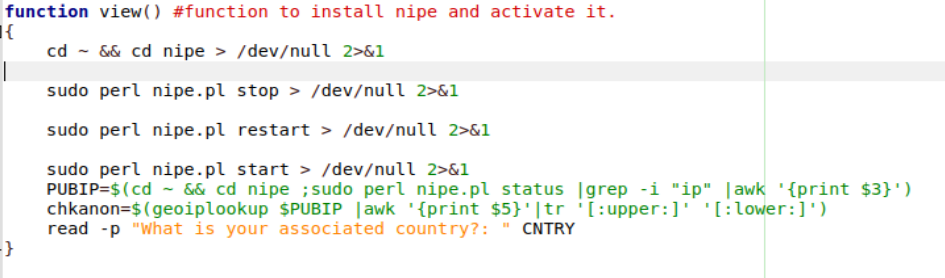 function view() #function to install nipe and activate it.
{
cd ~ && cd nipe > /dev/null 2>&1
sudo perl nipe.pl stop > /dev/null 2>&1
sudo perl nipe.pl restart > /dev/null 2>&1
sudo perl nipe.pl start > /dev/null 2>&1
PUBIP=$(cd ~ && cd nipe ;sudo perl nipe.pl status |grep -i "ip" |awk '{print $3}')
chkanon=$(geoiplookup $PUBIP |awk '{print $5}'|tr '[:upper:]' '[:lower:]')
read -p "What is your associated country?: " CNTRY
}